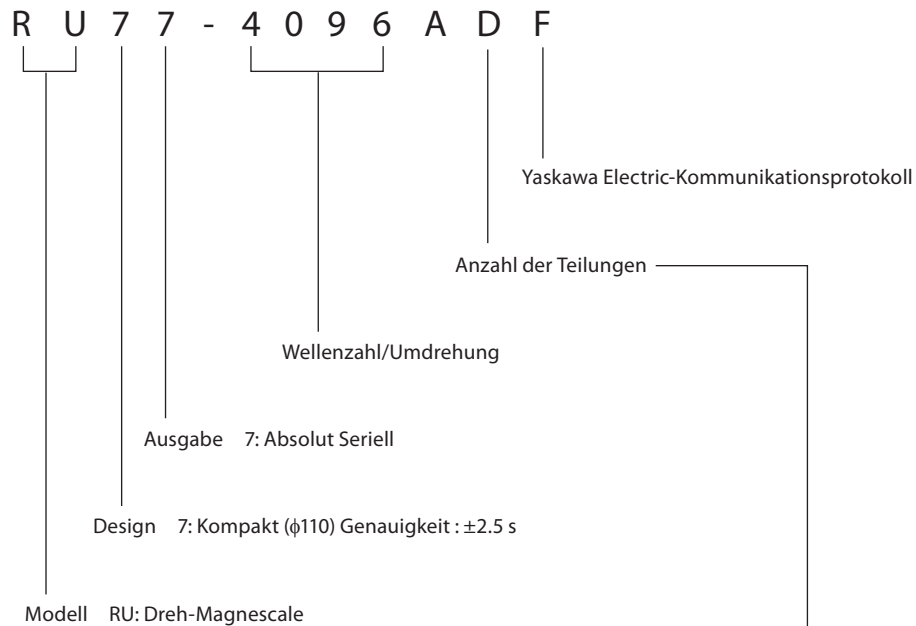 R U 7 7 - 4 0 9 6 A D F
Yaskawa Electric-Kommunikationsprotokoll
Anzahl der Teilungen
Wellenzahl/Umdrehung
Ausgabe 7: Absolut Seriell
Design 7: Kompakt (ϕ110) Genauigkeit : ±2.5 s
Modell RU: Dreh-Magnescale